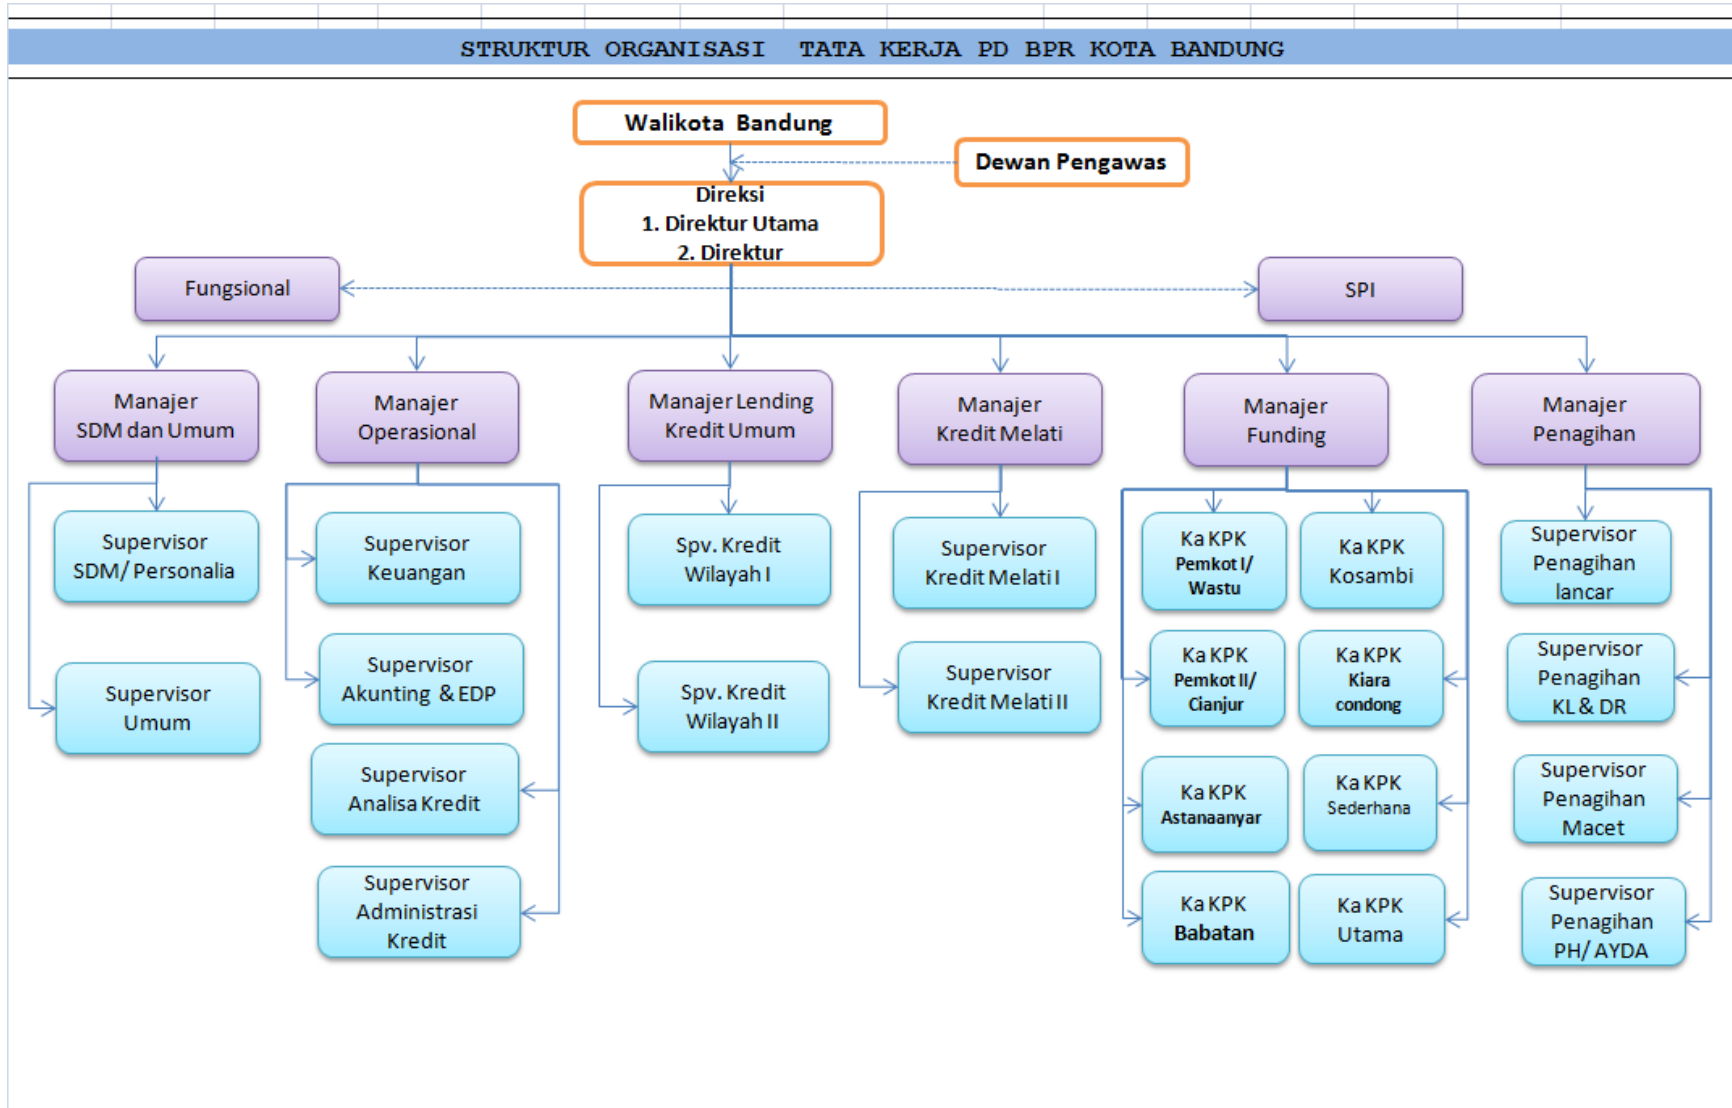 STRUKTUR ORGANISASI TATA KERJA PD BPR KOTA BANDUNG
Walikota Bandung
Dewan Pengawas
Direksi
1. Direktur Utama
2. Direktur
Fungsional
SPI
Manajer
SDM dan Umum
Manajer
Operasional
Manajer Lending
Kredit Umum
Manajer
Kredit Melati
Manajer
Funding
Manajer
Penagihan
Supervisor
SDM/ Personalia
Supervisor
Umum
Supervisor
Keuangan
Supervisor
Akunting & EDP
Supervisor
Analisa Kredit
Supervisor
Administrasi
Kredit
Spv. Kredit
Wilayah I
Spv. Kredit
Wilayah II
Supervisor
Kredit Melati I
Supervisor
Kredit Melati II
Ka KPK
Pemkot I/
Wastu
Ka KPK
Kosambi
Ka KPK
Pemkot II/
Cianjur
Ka KPK
Kiara
condong
Ka KPK
Astanaanyar
Ka KPK
Sederhana
Ka KPK
Babatan
Ka KPK
Utama
Supervisor
Penagihan
lancar
Supervisor
Penagihan
KL & DR
Supervisor
Penagihan
Macet
Supervisor
Penagihan
PH/ AYDA